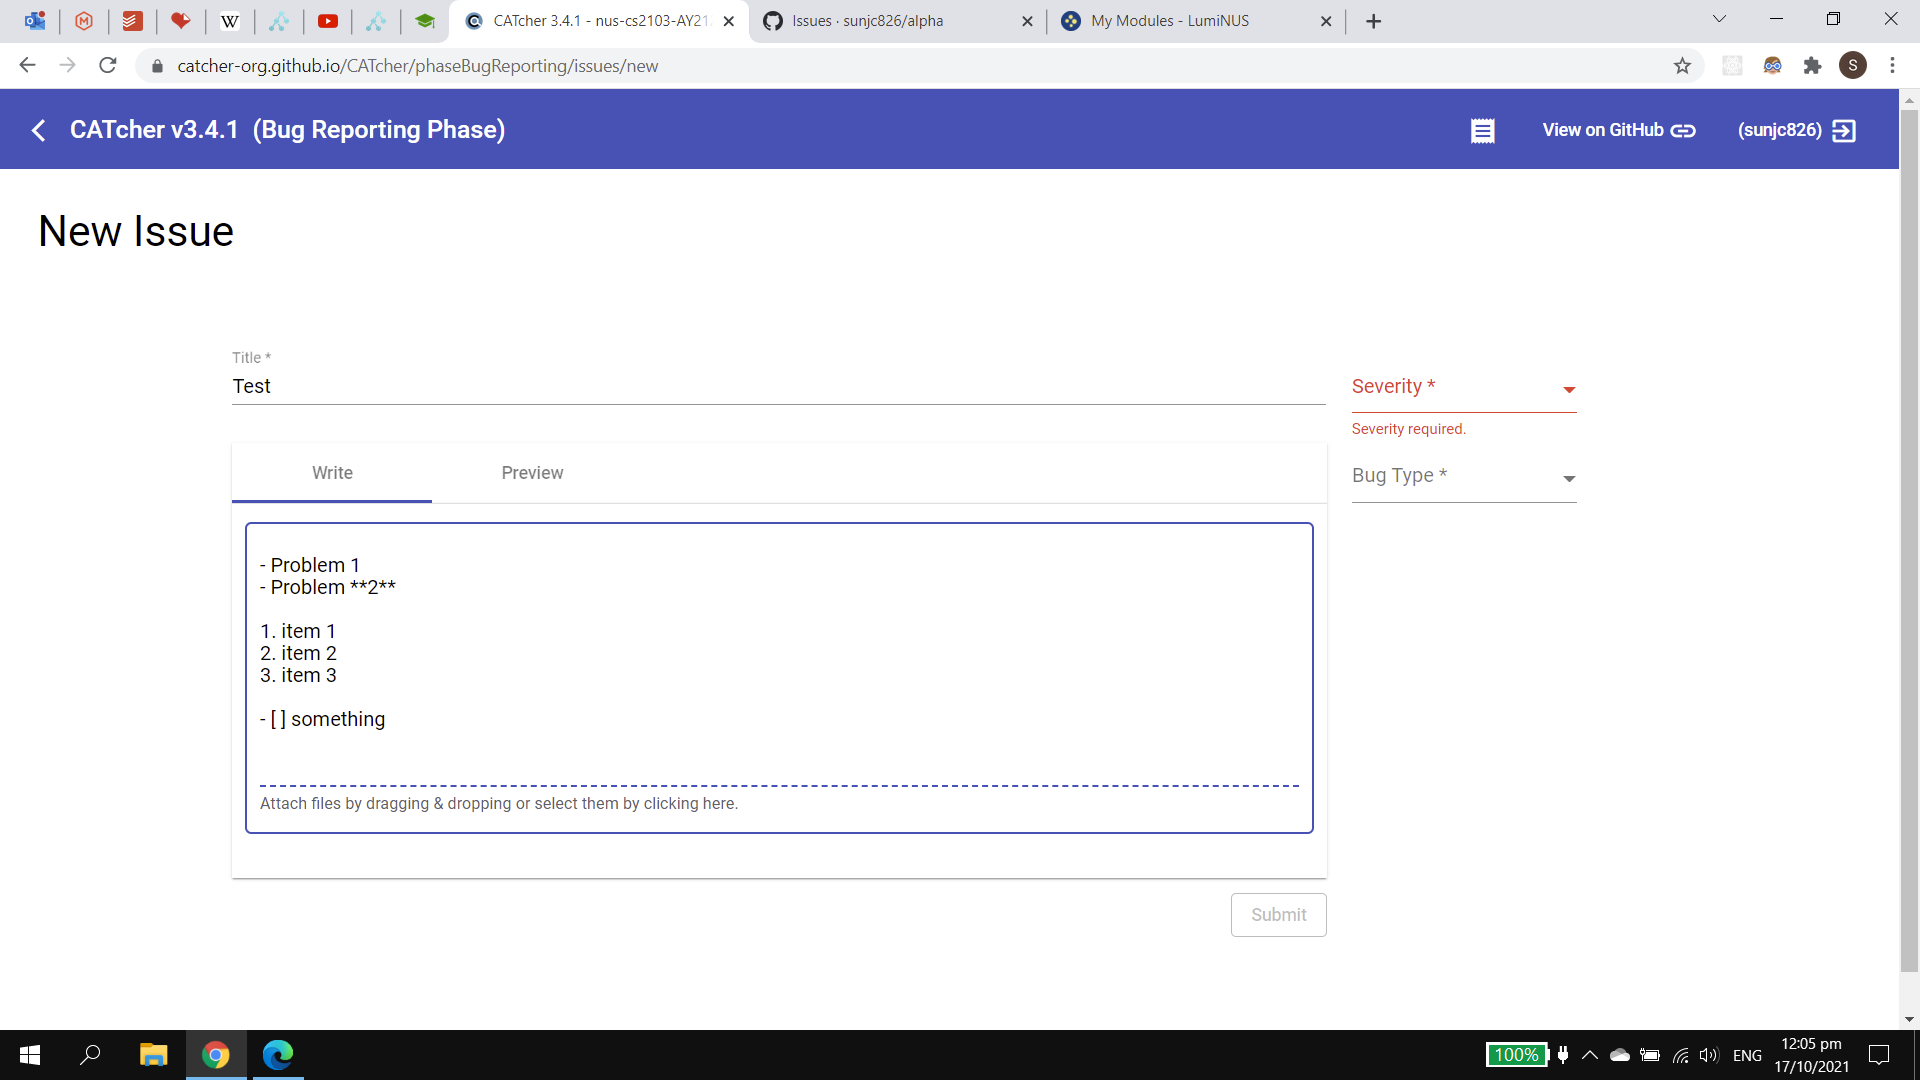 CATcher 3.4.1 - nus-cs2103-AY21
Issues · sunjc826/alpha
My Modules - LumiNUS
catcher-org.github.io/CATcher/phaseBugReporting/issues/new
S
CATcher v3.4.1 (Bug Reporting Phase)
View on GitHub
(sunjc826)
New Issue
Title *
Test
Severity *
Severity required.
Bug Type *
Write
Preview
- Problem 1
- Problem **2**
1. item 1
2. item 2
3. item 3
- [ ] something
Attach files by dragging & dropping or select them by clicking here.
Submit
100%
ENG
12:05 pm
17/10/2021